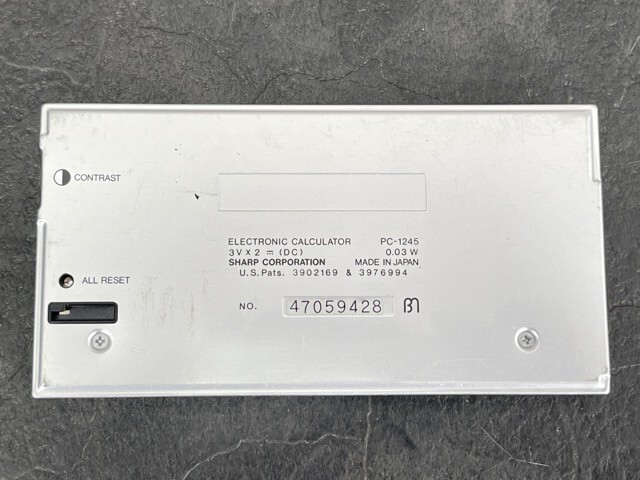 CONTRAST
ELECTRONIC CALCULATOR PC-1245
3V X 2 ⎓ (DC) 0.03 W
SHARP CORPORATION MADE IN JAPAN
U.S. Pats. 3902169 & 3976994
ALL RESET
NO. 47059428